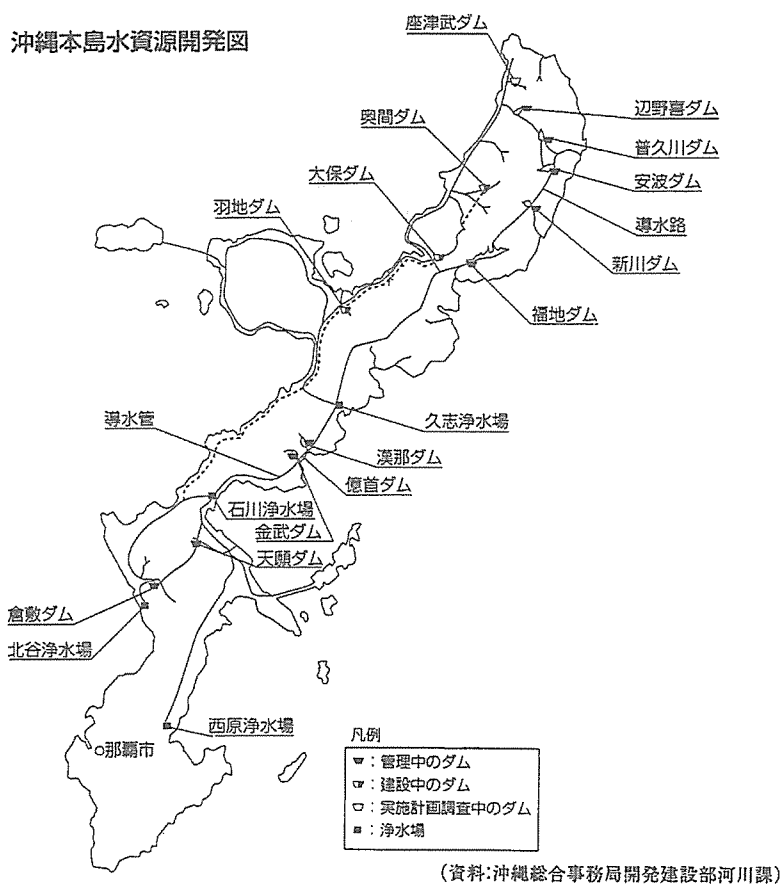 沖縄本島水資源開発図
座津武ダム
辺野喜ダム
奥間ダム
普久川ダム
大保ダム
安波ダム
羽地ダム
導水路
新川ダム
福地ダム
導水管
久志浄水場
漢那ダム
億首ダム
石川浄水場
金武ダム
天願ダム
倉敷ダム
北谷浄水場
西原浄水場
那覇市
凡例
：管理中のダム
：建設中のダム
：実施計画調査中のダム
：浄水場
(資料:沖縄総合事務局開発建設部河川課)